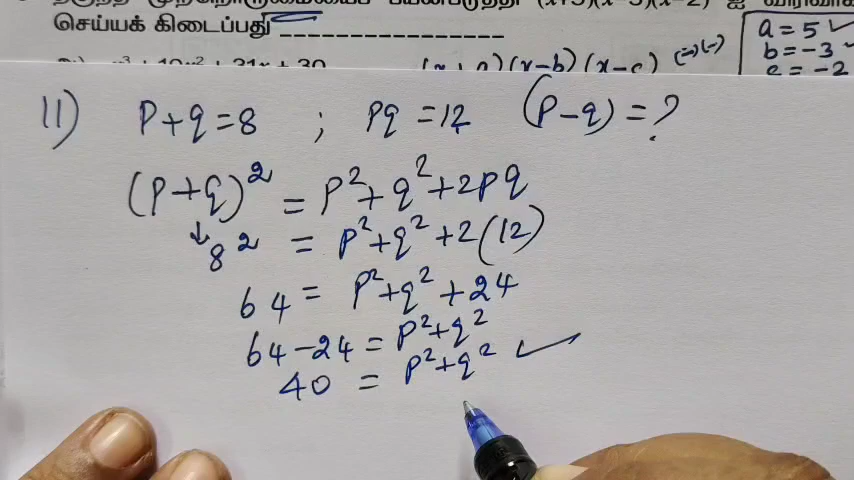 செய்யக் கிடைப்பது
(x+a)(x-b)(x-c) (-)(-)
a = 5 ✓
b = -3 ✓
c = -2
11) P+q=8 ; pq =12 (P-q) = ?
(P+q)² = p²+q²+2pq
↓8² = p²+q²+2(12)
64 = p²+q²+24
64-24 = p²+q²
40 = p²+q² ✓